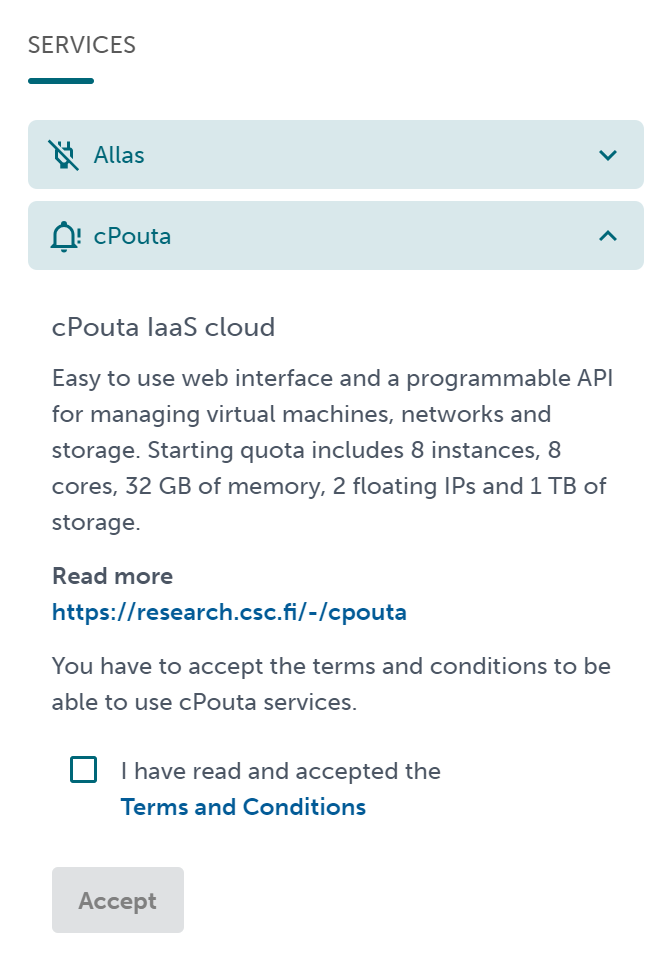 SERVICES
Allas
cPouta
cPouta IaaS cloud
Easy to use web interface and a programmable API
for managing virtual machines, networks and
storage. Starting quota includes 8 instances, 8
cores, 32 GB of memory, 2 floating IPs and 1 TB of
storage.
Read more
https://research.csc.fi/-/cpouta
You have to accept the terms and conditions to be
able to use cPouta services.
I have read and accepted the
Terms and Conditions
Accept